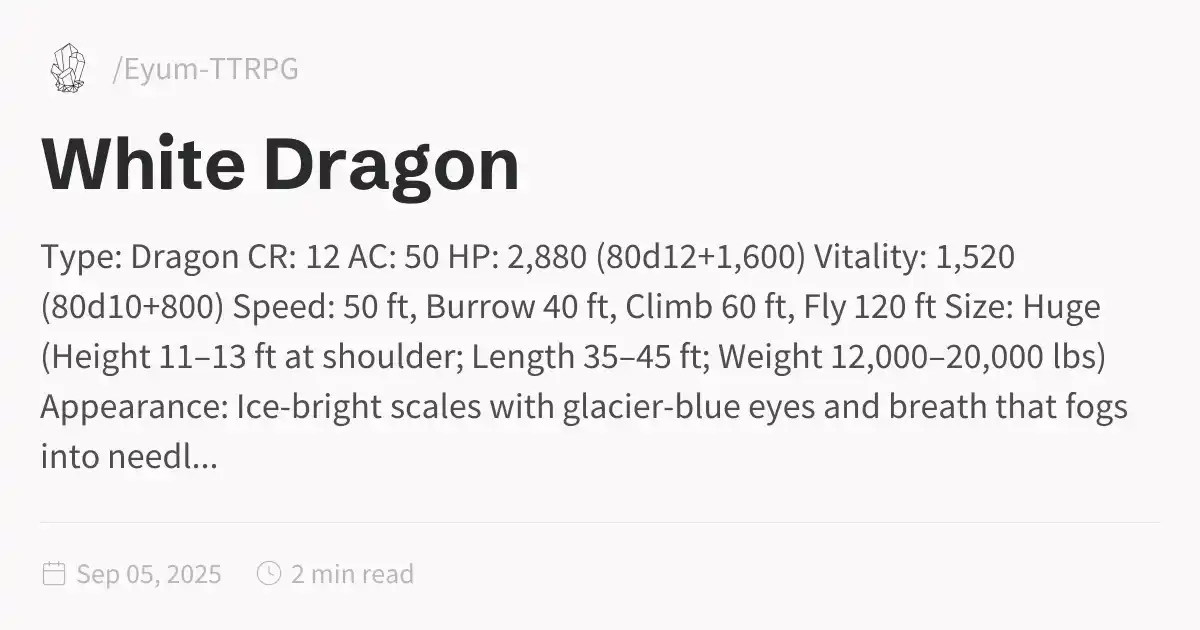 /Eyum-TTRPG
White Dragon
Type: Dragon CR: 12 AC: 50 HP: 2,880 (80d12+1,600) Vitality: 1,520
(80d10+800) Speed: 50 ft, Burrow 40 ft, Climb 60 ft, Fly 120 ft Size: Huge
(Height 11–13 ft at shoulder; Length 35–45 ft; Weight 12,000–20,000 lbs)
Appearance: Ice-bright scales with glacier-blue eyes and breath that fogs
into needl...
Sep 05, 2025 2 min read